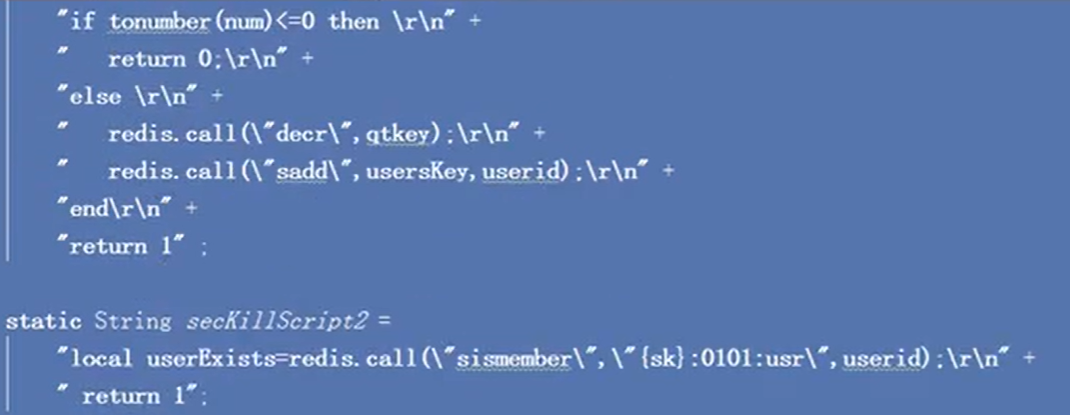 "if tonumber(num)<=0 then \r\n" +
"   return 0;\r\n" +
"else \r\n" +
"   redis.call(\"decr\",qtkey);\r\n" +
"   redis.call(\"sadd\",usersKey,userid);\r\n" +
"end\r\n" +
"return 1" ;
static String secKillScript2 =
"local userExists=redis.call(\"sismember\",\"{sk}:0101:usr\",userid);\r\n" +
" return 1";